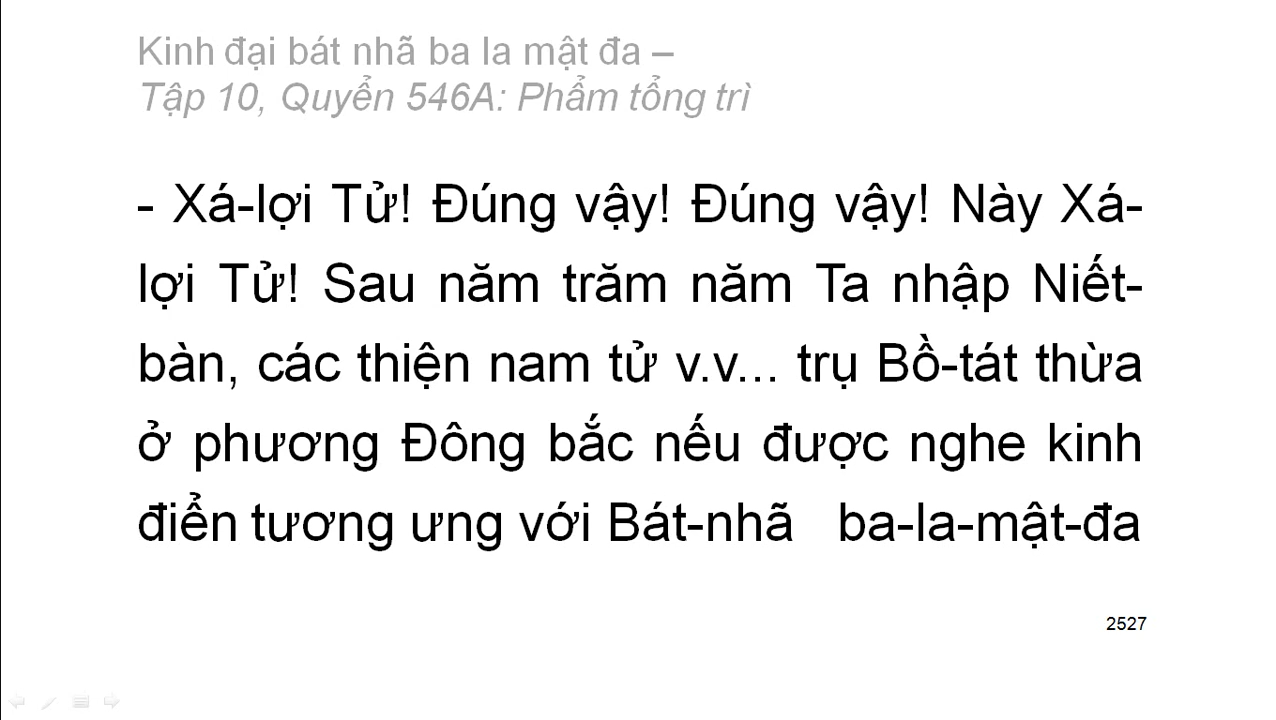 Kinh đại bát nhã ba la mật đa –
Tập 10, Quyển 546A: Phẩm tổng trì
- Xá-lợi Tử! Đúng vậy! Đúng vậy! Này Xá-
lợi Tử! Sau năm trăm năm Ta nhập Niết-
bàn, các thiện nam tử v.v... trụ Bồ-tát thừa
ở phương Đông bắc nếu được nghe kinh
điển tương ưng với Bát-nhã ba-la-mật-đa
2527